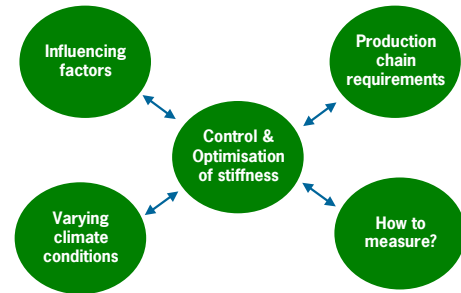 Influencing
factors
Production
chain
requirements
Control &
Optimisation
of stiffness
Varying
climate
conditions
How to
measure?